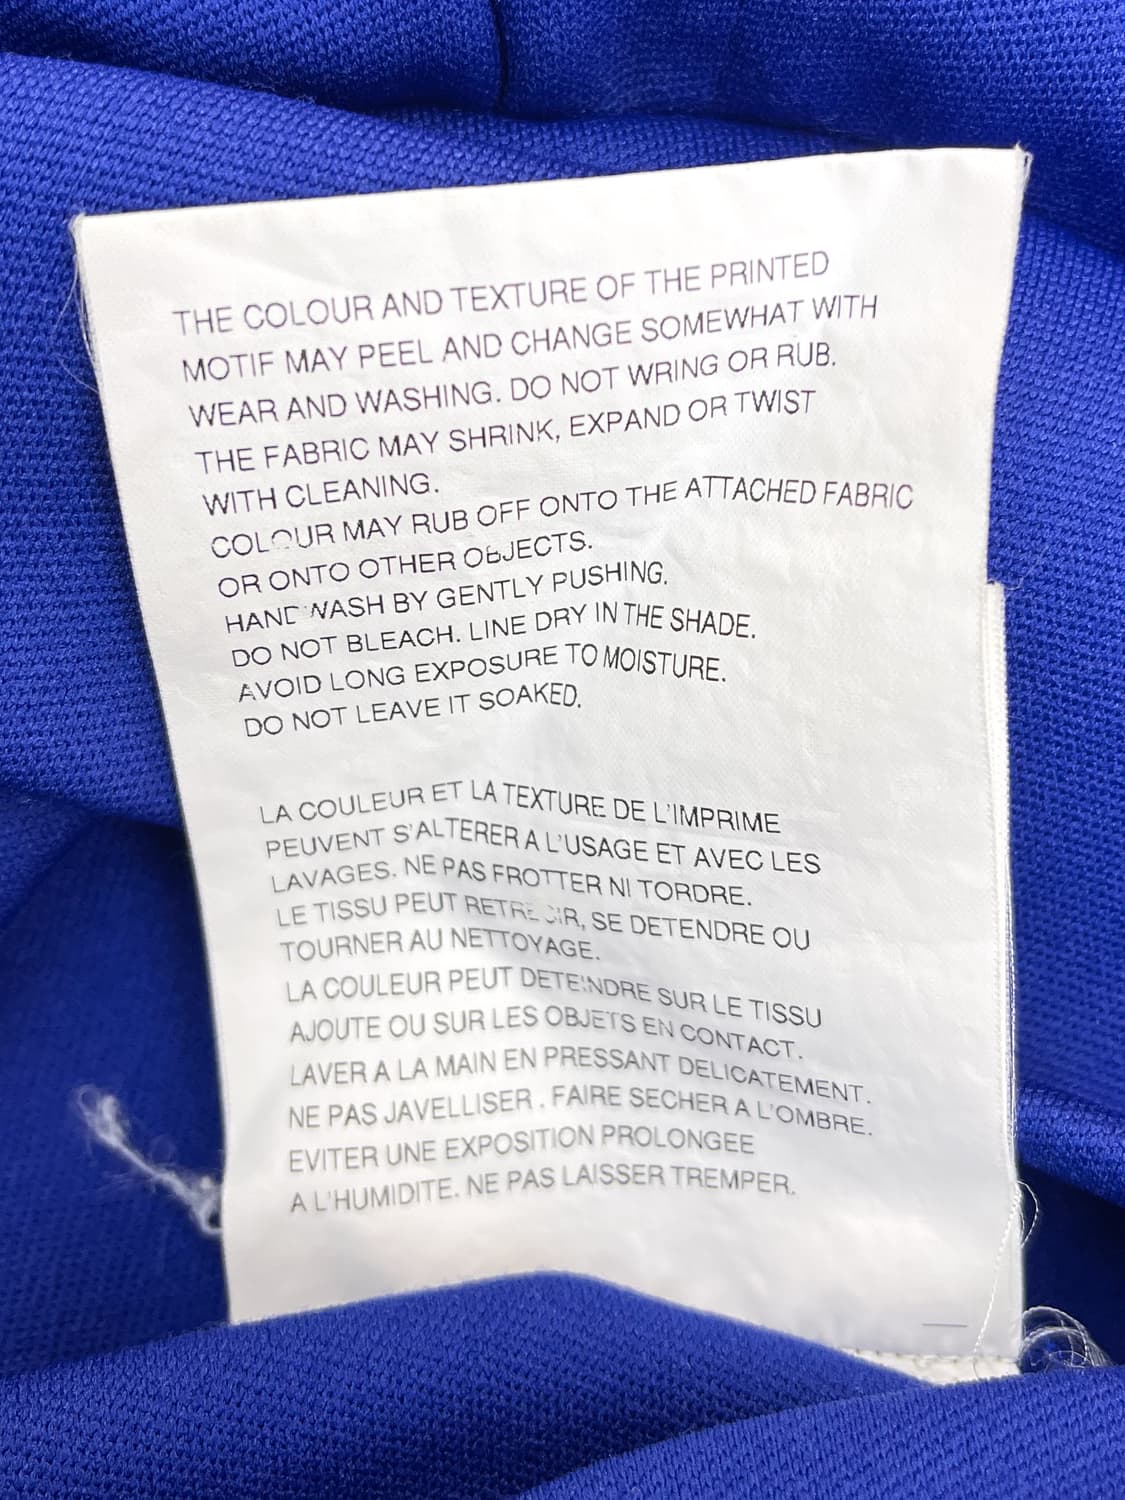 THE COLOUR AND TEXTURE OF THE PRINTED
MOTIF MAY PEEL AND CHANGE SOMEWHAT WITH
WEAR AND WASHING. DO NOT WRING OR RUB.
THE FABRIC MAY SHRINK, EXPAND OR TWIST
WITH CLEANING.
COLOUR MAY RUB OFF ONTO THE ATTACHED FABRIC
OR ONTO OTHER OBJECTS.
HAND WASH BY GENTLY PUSHING.
DO NOT BLEACH. LINE DRY IN THE SHADE.
AVOID LONG EXPOSURE TO MOISTURE.
DO NOT LEAVE IT SOAKED.
LA COULEUR ET LA TEXTURE DE L'IMPRIME
PEUVENT S'ALTERER A L'USAGE ET AVEC LES
LAVAGES. NE PAS FROTTER NI TORDRE.
LE TISSU PEUT RETRECIR, SE DETENDRE OU
TOURNER AU NETTOYAGE.
LA COULEUR PEUT DETEINDRE SUR LE TISSU
AJOUTE OU SUR LES OBJETS EN CONTACT.
LAVER A LA MAIN EN PRESSANT DELICATEMENT.
NE PAS JAVELLISER . FAIRE SECHER A L'OMBRE.
EVITER UNE EXPOSITION PROLONGEE
A L'HUMIDITE. NE PAS LAISSER TREMPER.